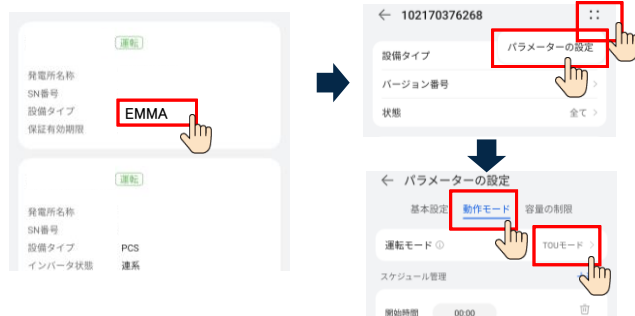 運転
発電所名称
SN番号
設備タイプ EMMA
保証有効期限
運転
発電所名称
SN番号
設備タイプ PCS
インバータ状態 連系
← 102170376268
パラメーターの設定
設備タイプ
バージョン番号 >
状態 全て >
← パラメーターの設定
基本設定 動作モード 容量の制限
運転モード TOUモード >
スケジュール管理
開始時間 00:00